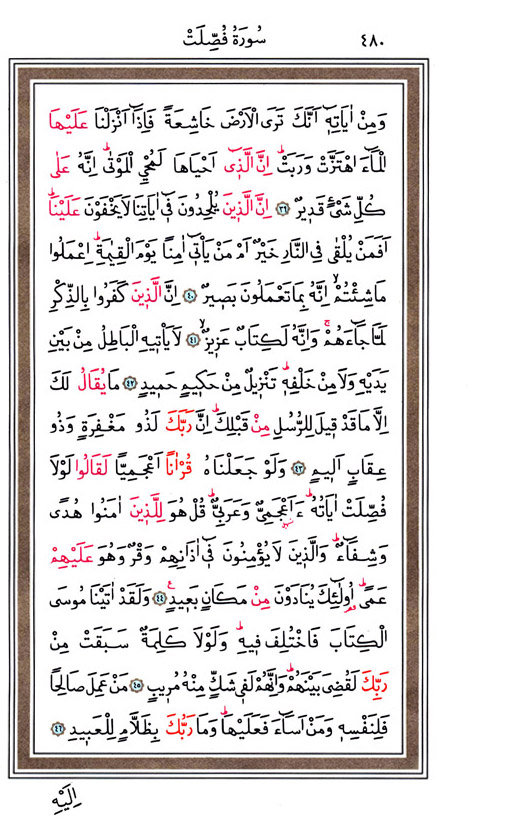 سُورَةُ فُصِّلَتْ ٤٨٠
وَمِنْ اٰيَاتِه۪ٓ اَنَّكَ تَرَى الْاَرْضَ خَاشِعَةً فَاِذَٓا اَنْزَلْنَا عَلَيْهَا
الْمَٓاءَ اهْتَزَّتْ وَرَبَتْۜ اِنَّ الَّذ۪ٓي اَحْيَاهَا لَمُحْيِ الْمَوْتٰىۜ اِنَّهُ عَلٰى
كُلِّ شَيْءٍ قَد۪يرٌ ﴿٣٩﴾ اِنَّ الَّذ۪ينَ يُلْحِدُونَ ف۪ٓي اٰيَاتِنَا لَا يَخْفَوْنَ عَلَيْنَاۜ
اَفَمَنْ يُلْقٰى فِي النَّارِ خَيْرٌ اَمْ مَنْ يَأْت۪ٓي اٰمِنًا يَوْمَ الْقِيٰمَةِۜ اِعْمَلُوا
مَا شِئْتُمْۙ اِنَّهُ بِمَا تَعْمَلُونَ بَص۪يرٌ ﴿٤٠﴾ اِنَّ الَّذ۪ينَ كَفَرُوا بِالذِّكْرِ
لَمَّا جَٓاءَهُمْۚ وَاِنَّهُ لَكِتَابٌ عَز۪يزٌۙ ﴿٤١﴾ لَا يَأْت۪يهِ الْبَاطِلُ مِنْ بَيْنِ
يَدَيْهِ وَلَا مِنْ خَلْفِه۪ۜ تَنْز۪يلٌ مِنْ حَك۪يمٍ حَم۪يدٍ ﴿٤٢﴾ مَا يُقَالُ لَكَ
اِلَّا مَا قَدْ ق۪يلَ لِلرُّسُلِ مِنْ قَبْلِكَۜ اِنَّ رَبَّكَ لَذُو مَغْفِرَةٍ وَذُو
عِقَابٍ اَل۪يمٍ ﴿٤٣﴾ وَلَوْ جَعَلْنَاهُ قُرْاٰنًا اَعْجَمِيًّا لَقَالُوا لَوْلَا
فُصِّلَتْ اٰيَاتُهُۜ ءَاَعْجَمِيٌّ وَعَرَبِيٌّۜ قُلْ هُوَ لِلَّذ۪ينَ اٰمَنُوا هُدًى
وَشِفَٓاءٌۜ وَالَّذ۪ينَ لَا يُؤْمِنُونَ ف۪ٓي اٰذَانِهِمْ وَقْرٌ وَهُوَ عَلَيْهِمْ
عَمًىۜ اُو۬لٰٓئِكَ يُنَادَوْنَ مِنْ مَكَانٍ بَع۪يدٍ۟ ﴿٤٤﴾ وَلَقَدْ اٰتَيْنَا مُوسَى
الْكِتَابَ فَاخْتُلِفَ ف۪يهِۜ وَلَوْلَا كَلِمَةٌ سَبَقَتْ مِنْ
رَبِّكَ لَقُضِيَ بَيْنَهُمْۜ وَاِنَّهُمْ لَف۪ي شَكٍّ مِنْهُ مُر۪يبٍ ﴿٤٥﴾ مَنْ عَمِلَ صَالِحًا
فَلِنَفْسِه۪ وَمَنْ اَسَٓاءَ فَعَلَيْهَاۜ وَمَا رَبُّكَ بِظَلَّامٍ لِلْعَب۪يدِ ﴿٤٦﴾
اِلَيْهِ